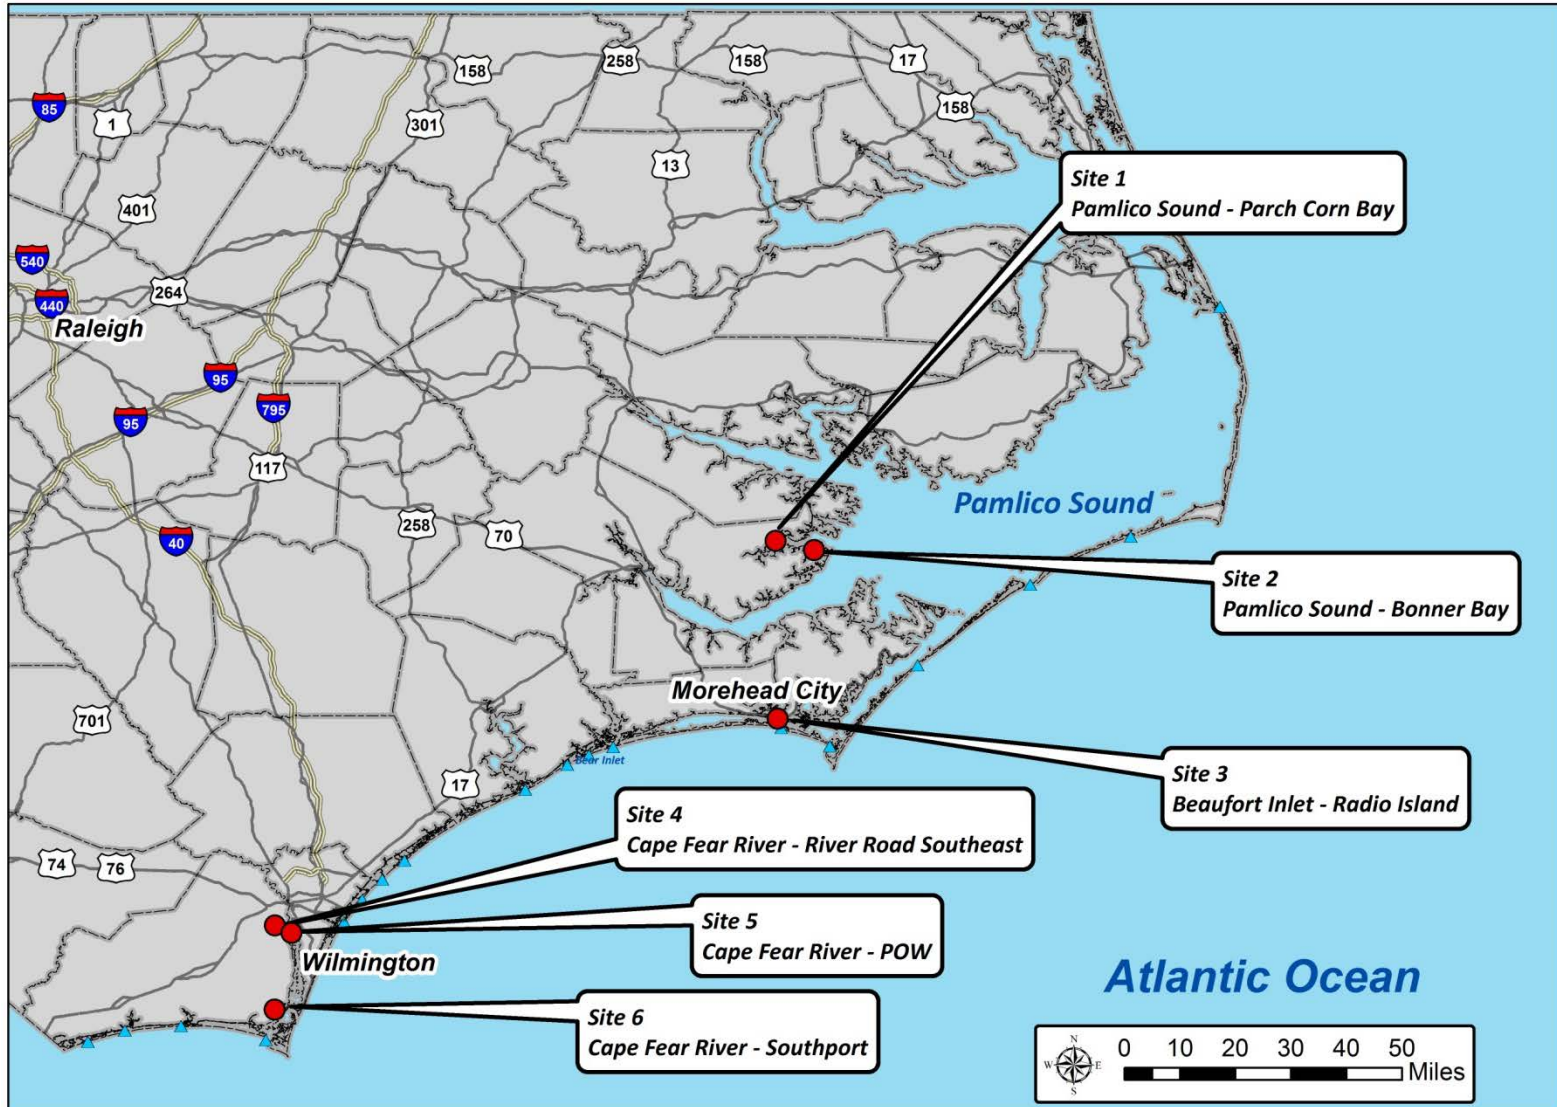 158
258
158
17
85
1
301
158
13
401
540
264
440
Raleigh
95
795
95
117
258
70
40
701
17
74
76
Site 1
Pamlico Sound - Parch Corn Bay
Pamlico Sound
Site 2
Pamlico Sound - Bonner Bay
Morehead City
Bear Inlet
Site 3
Beaufort Inlet - Radio Island
Site 4
Cape Fear River - River Road Southeast
Site 5
Cape Fear River - POW
Wilmington
Atlantic Ocean
Site 6
Cape Fear River - Southport
N
W E
S
0 10 20 30 40 50
Miles